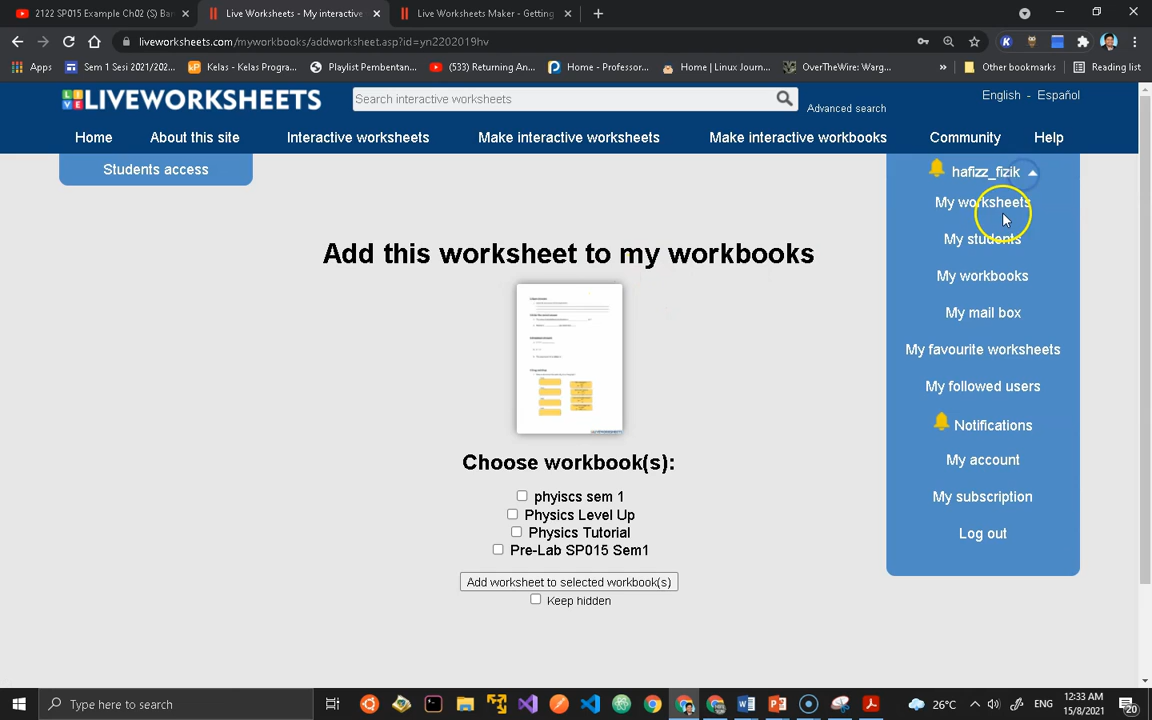 2122 SP015 Example Ch02 (S) Ba
Live Worksheets - My interactive
Live Worksheets Maker - Getting
liveworksheets.com/myworkbooks/addworksheet.asp?id=yn2202019hv
Apps
Sem 1 Sesi 2021/202...
Kelas - Kelas Progra...
Playlist Pembentan...
(533) Returning An...
Home - Professor...
Home | Linux Journ...
OverTheWire: Warg...
»
Other bookmarks
Reading list
LIVEWORKSHEETS
Search interactive worksheets
Advanced search
English - Español
Home
About this site
Interactive worksheets
Make interactive worksheets
Make interactive workbooks
Community
Help
Students access
hafizz_fizik
My worksheets
My students
My workbooks
My mail box
My favourite worksheets
My followed users
Notifications
My account
My subscription
Log out
Add this worksheet to my workbooks
Choose workbook(s):
phyiscs sem 1
Physics Level Up
Physics Tutorial
Pre-Lab SP015 Sem1
Add worksheet to selected workbook(s)
Keep hidden
Type here to search
26°C
ENG
12:33 AM
15/8/2021
20